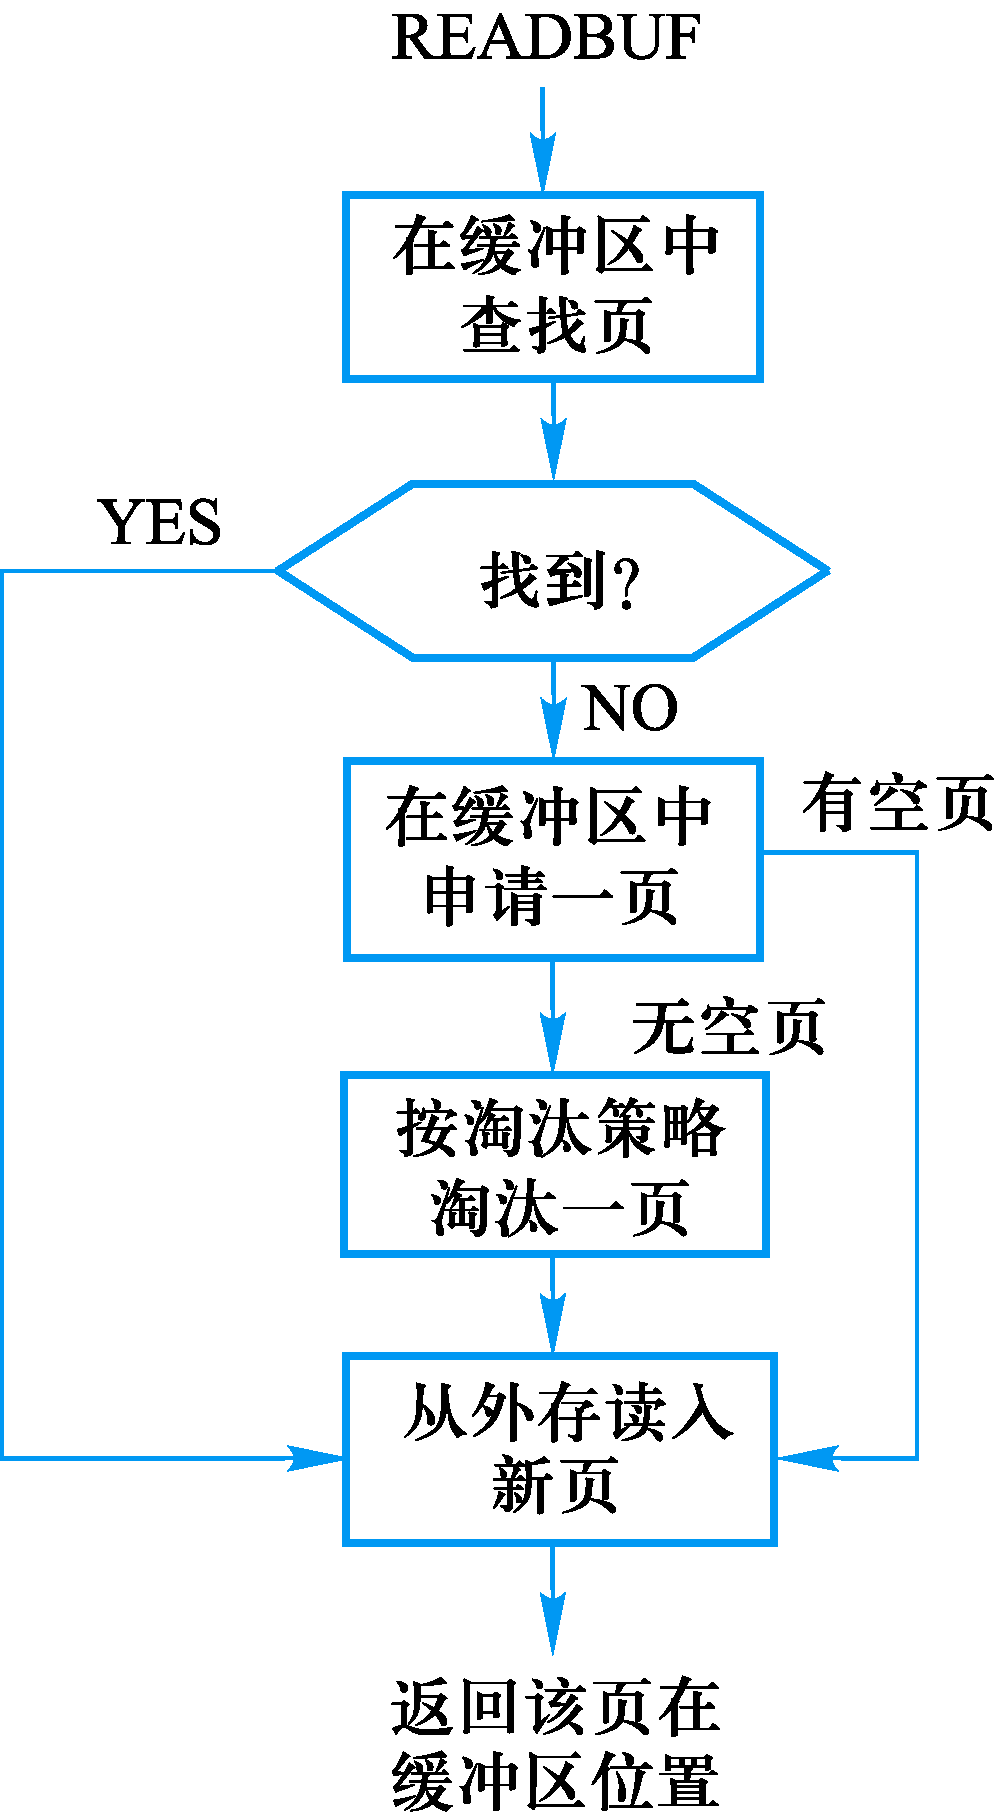 READBUF
在缓冲区中
查找页
YES
找到?
NO
在缓冲区中
申请一页
有空页
无空页
按淘汰策略
淘汰一页
从外存读入
新页
返回该页在
缓冲区位置